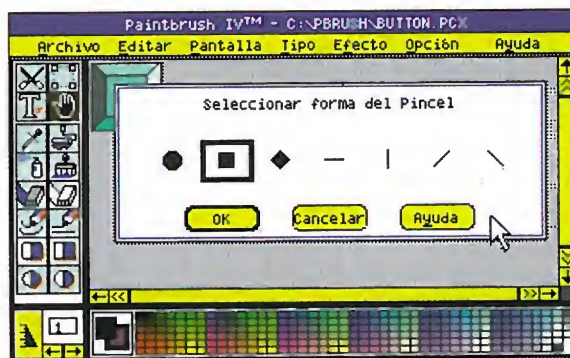 Paintbrush IV™ - C:\PBRUSH\BUTTON.PCX
Archivo Editar Pantalla Tipo Efecto Opción Ayuda
Seleccionar forma del Pincel
OK Cancelar Ayuda
1